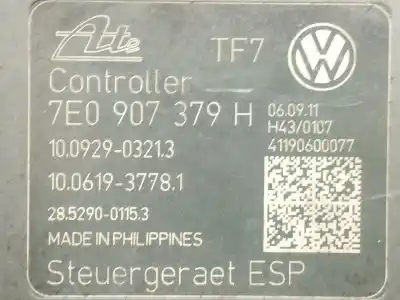 Ate TF7
Controller
7E0 907 379 H
06.09.11
H43/0107
10.0929-0321.3
41190600077
10.0619-3778.1
28.5290-0115.3
MADE IN PHILIPPINES
Steuergeraet ESP